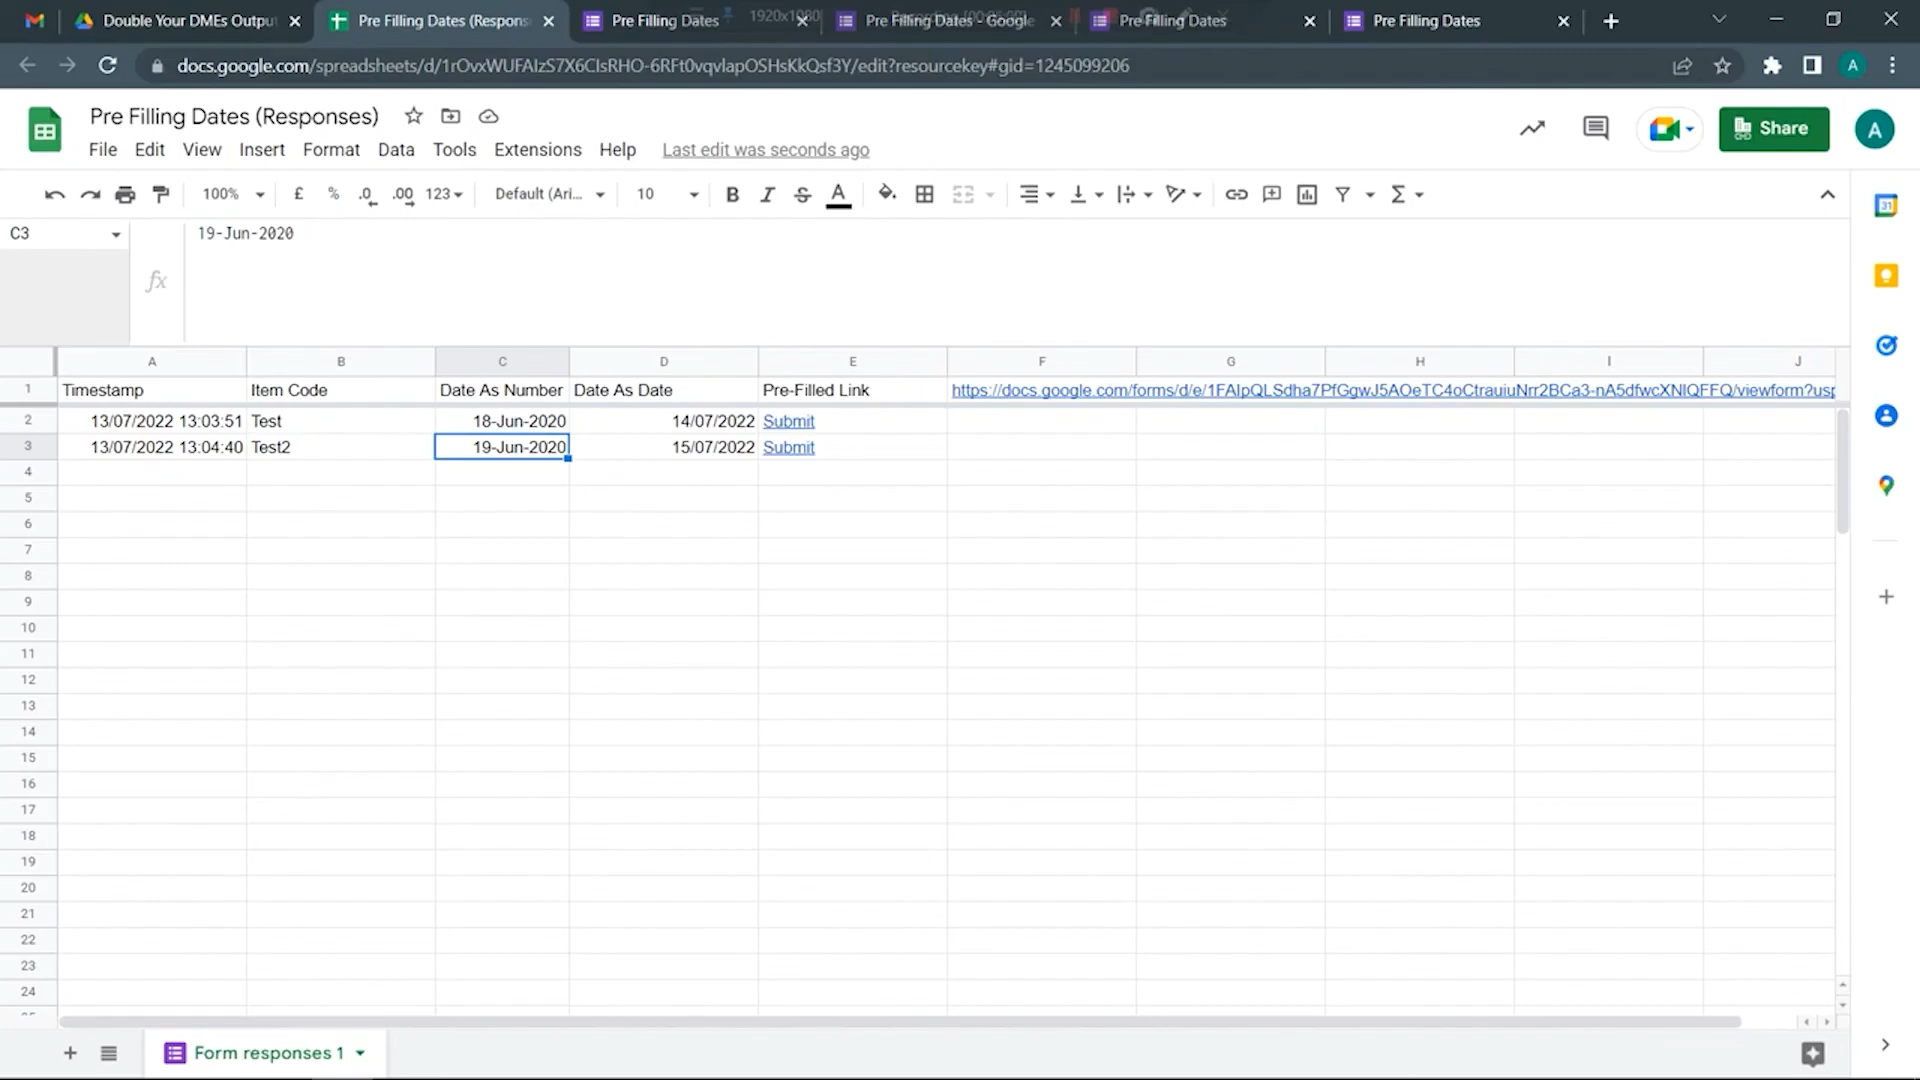 Double Your DMEs Outpu
Pre Filling Dates (Respons
Pre Filling Dates
1920x1080
Pre Filling Dates - Google
Pre Filling Dates
Pre Filling Dates
docs.google.com/spreadsheets/d/1rOvxWUFAIzS7X6CIsRHO-6RFt0vqvlapOSHsKkQsf3Y/edit?resourcekey#gid=1245099206
A
Pre Filling Dates (Responses)
Share
A
File Edit View Insert Format Data Tools Extensions Help Last edit was seconds ago
100% £ % .0 .00 123 Default (Ari... 10 B I S A
31
C3
fx
19-Jun-2020
A B C D E F G H I J
1 Timestamp Item Code Date As Number Date As Date Pre-Filled Link https://docs.google.com/forms/d/e/1FAIpQLSdha7PfGgwJ5AOeTC4oCtrauiuNrr2BCa3-nA5dfwcXNlQFFQ/viewform?usp
2 13/07/2022 13:03:51 Test 18-Jun-2020 14/07/2022 Submit
3 13/07/2022 13:04:40 Test2 19-Jun-2020 15/07/2022 Submit
4
5
6
7
8
9
10
11
12
13
14
15
16
17
18
19
20
21
22
23
24
Form responses 1